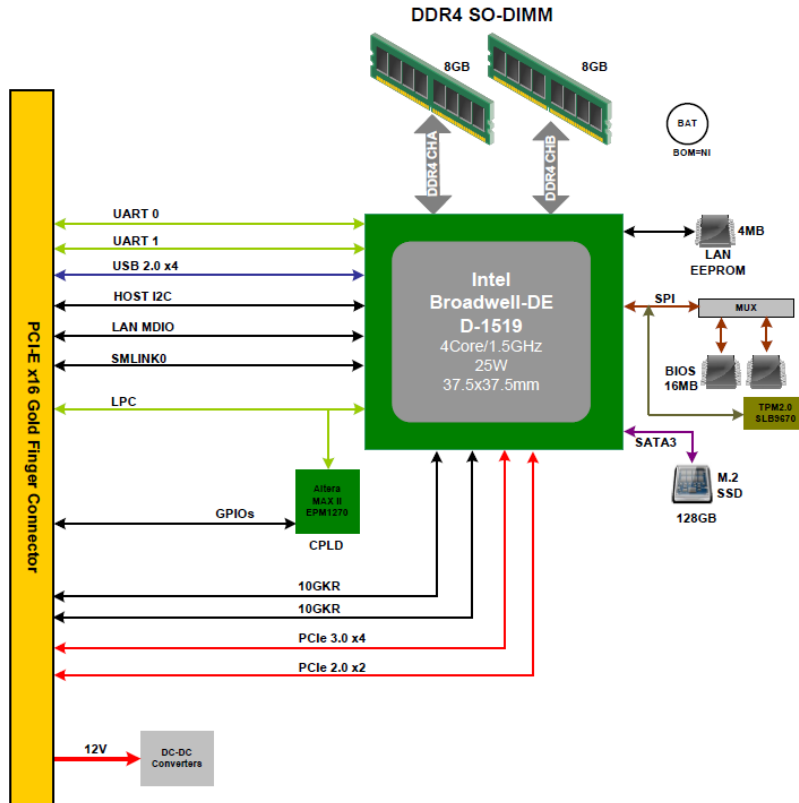 DDR4 SO-DIMM
8GB
8GB
BAT
BOM=NI
DDR4 CHA
DDR4 CHB
UART 0
UART 1
USB 2.0 x4
HOST I2C
LAN MDIO
SMLINK0
LPC
GPIOs
PCI-E x16 Gold Finger Connector
Intel
Broadwell-DE
D-1519
4Core/1.5GHz
25W
37.5x37.5mm
4MB
LAN
EEPROM
SPI
MUX
BIOS
16MB
TPM2.0
SLB9670
SATA3
M.2
SSD
128GB
Altera
MAX II
EPM1270
CPLD
10GKR
10GKR
PCIe 3.0 x4
PCIe 2.0 x2
12V
DC-DC
Converters